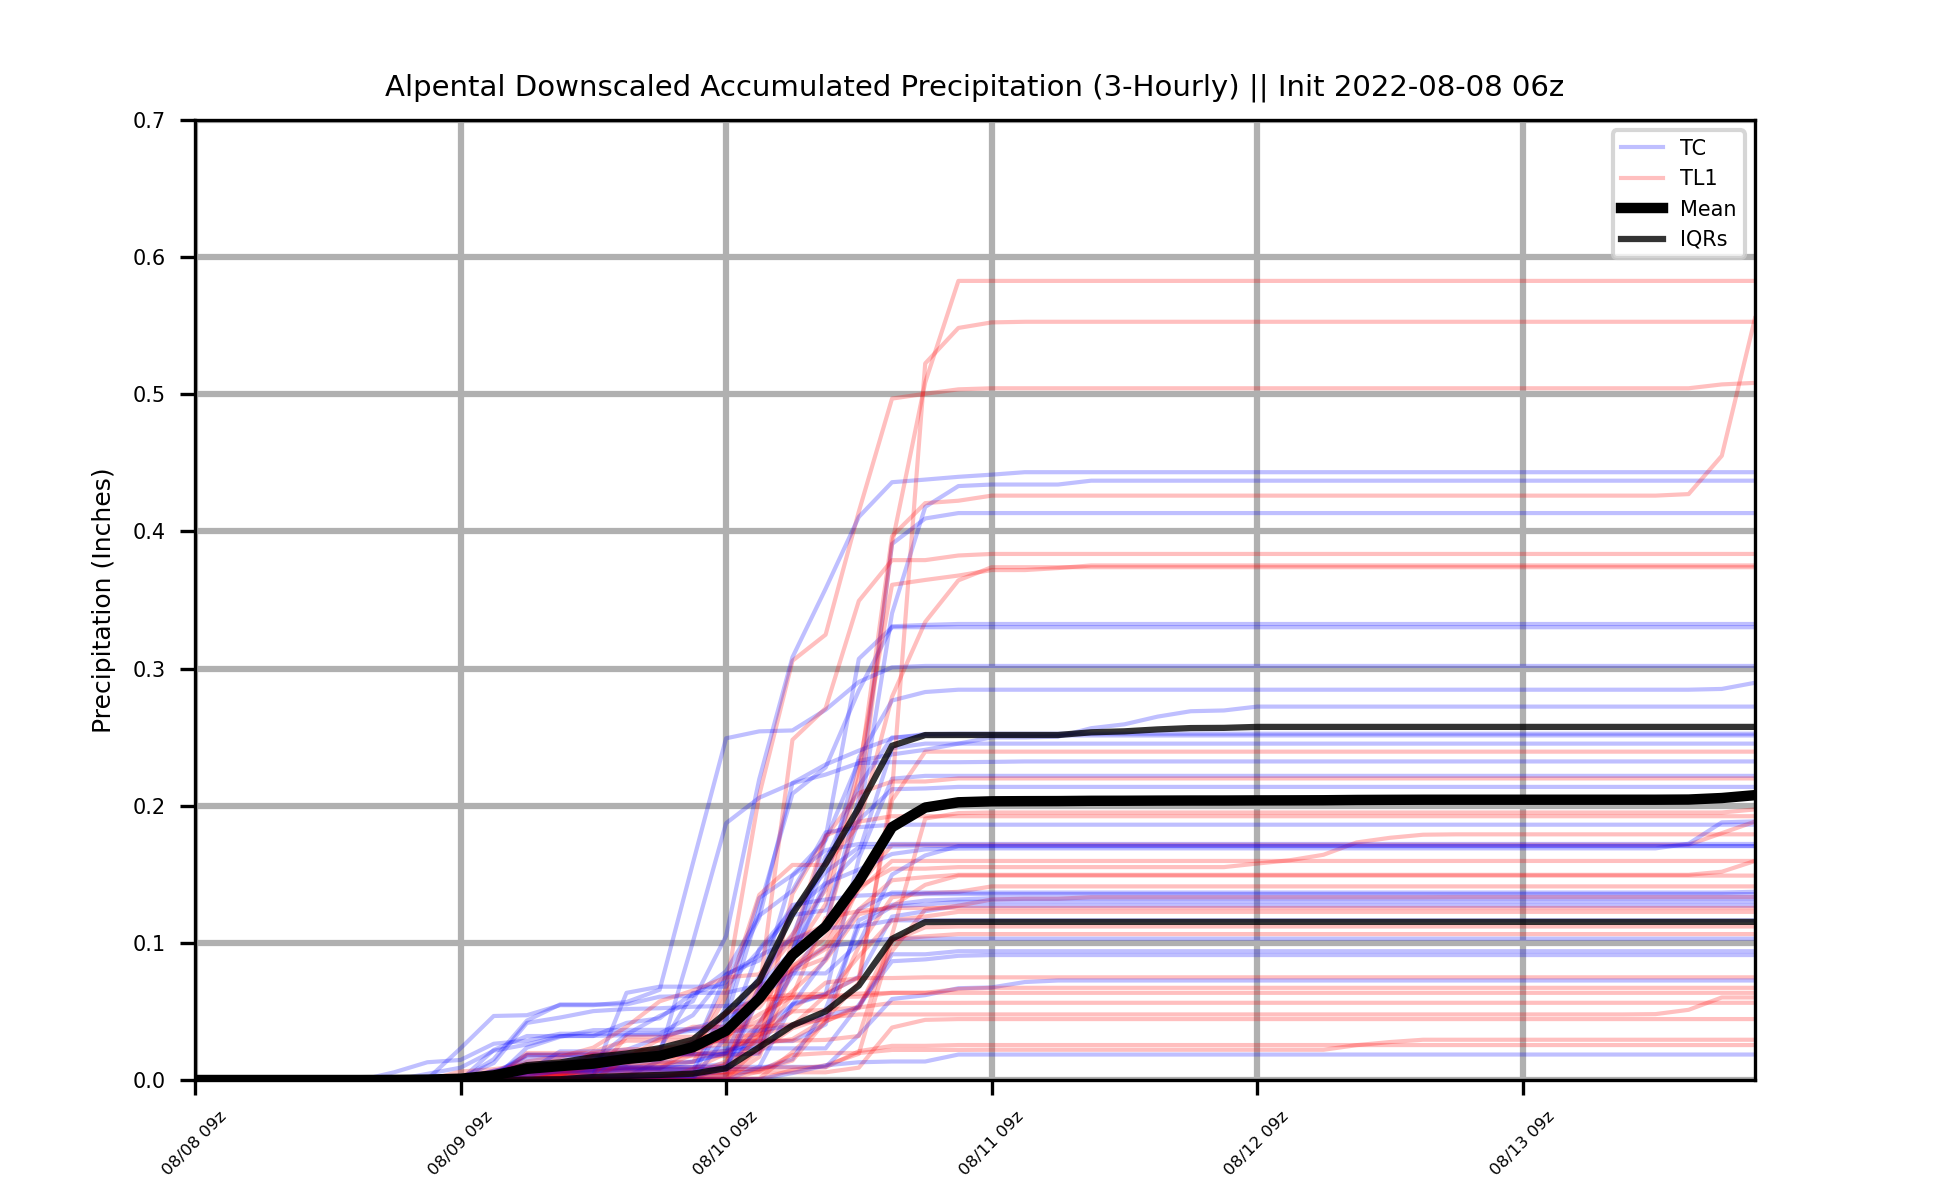 Alpental Downscaled Accumulated Precipitation (3-Hourly) || Init 2022-08-08 06z
TC
TL1
Mean
IQRs
Precipitation (Inches)
0.7
0.6
0.5
0.4
0.3
0.2
0.1
0.0
08/08 09z
08/09 09z
08/10 09z
08/11 09z
08/12 09z
08/13 09z